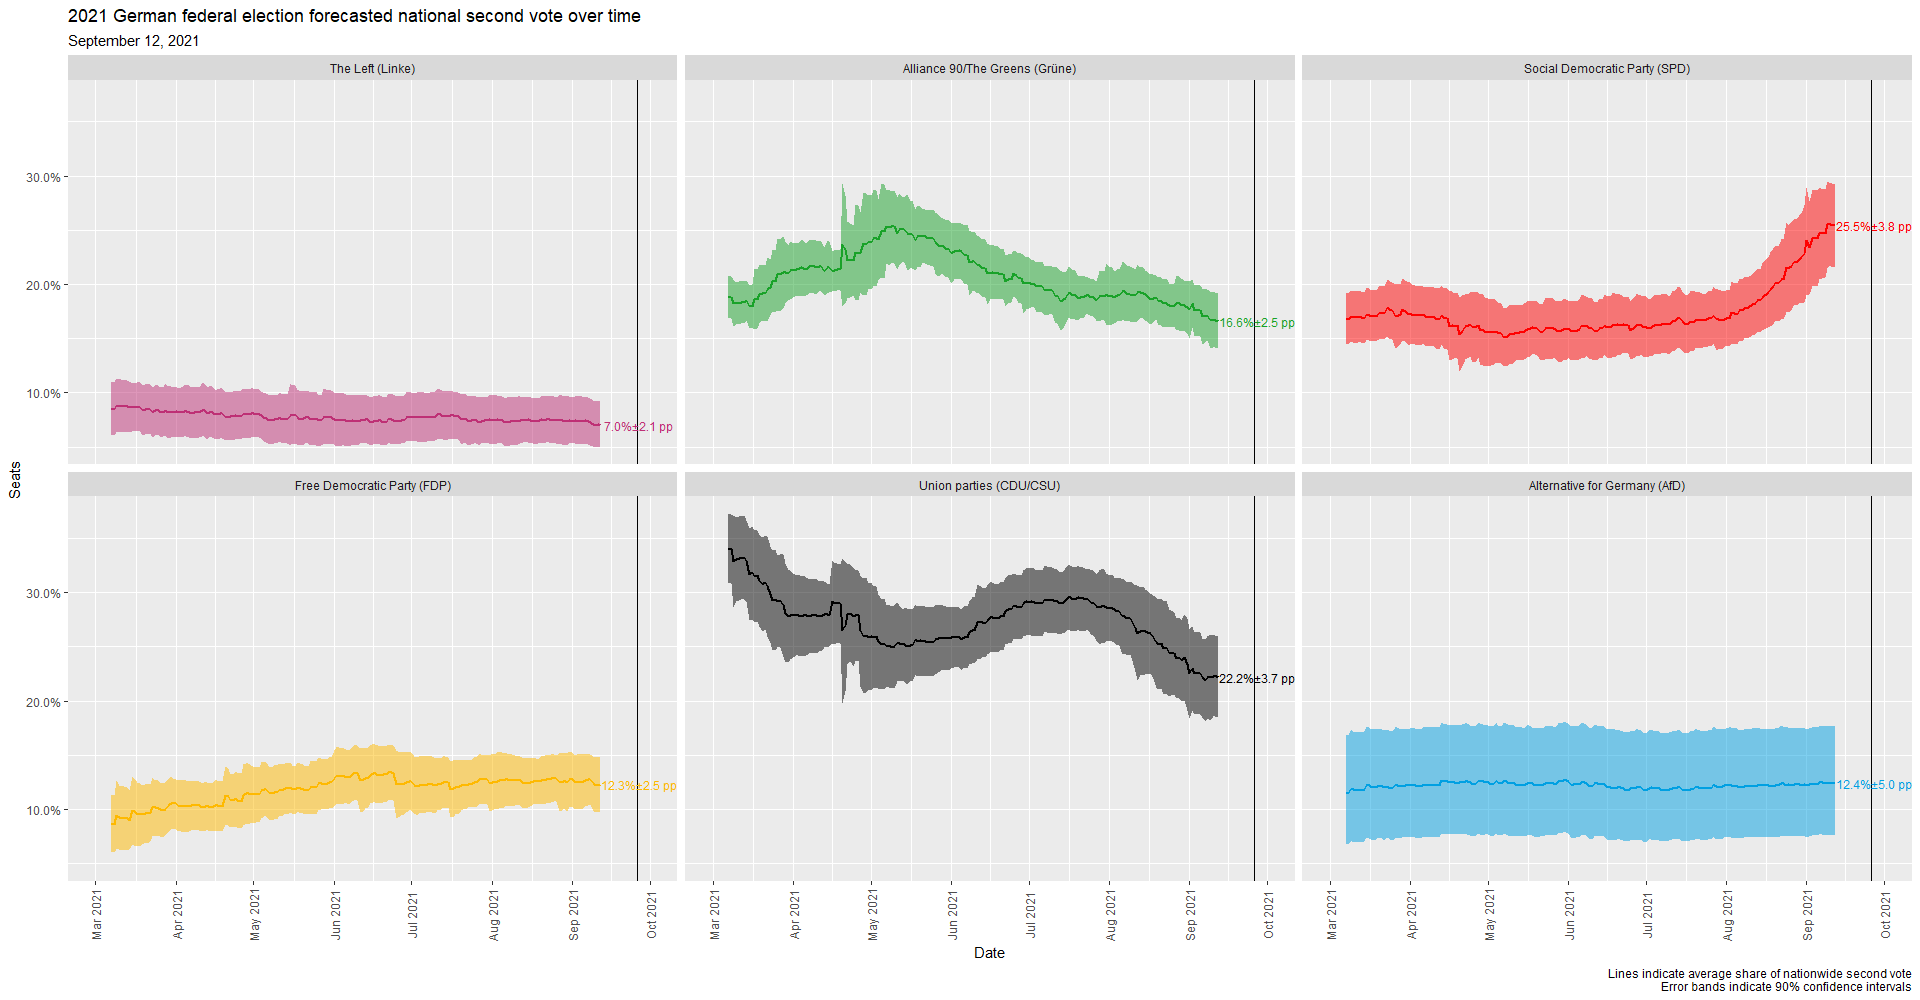 2021 German federal election forecasted national second vote over time
September 12, 2021
The Left (Linke)
Alliance 90/The Greens (Grüne)
Social Democratic Party (SPD)
30.0%
20.0%
10.0%
7.0%±2.1 pp
16.6%±2.5 pp
25.5%±3.8 pp
Seats
Free Democratic Party (FDP)
Union parties (CDU/CSU)
Alternative for Germany (AfD)
30.0%
20.0%
10.0%
12.3%±2.5 pp
22.2%±3.7 pp
12.4%±5.0 pp
Mar 2021
Apr 2021
May 2021
Jun 2021
Jul 2021
Aug 2021
Sep 2021
Oct 2021
Mar 2021
Apr 2021
May 2021
Jun 2021
Jul 2021
Aug 2021
Sep 2021
Oct 2021
Mar 2021
Apr 2021
May 2021
Jun 2021
Jul 2021
Aug 2021
Sep 2021
Oct 2021
Date
Lines indicate average share of nationwide second vote
Error bands indicate 90% confidence intervals